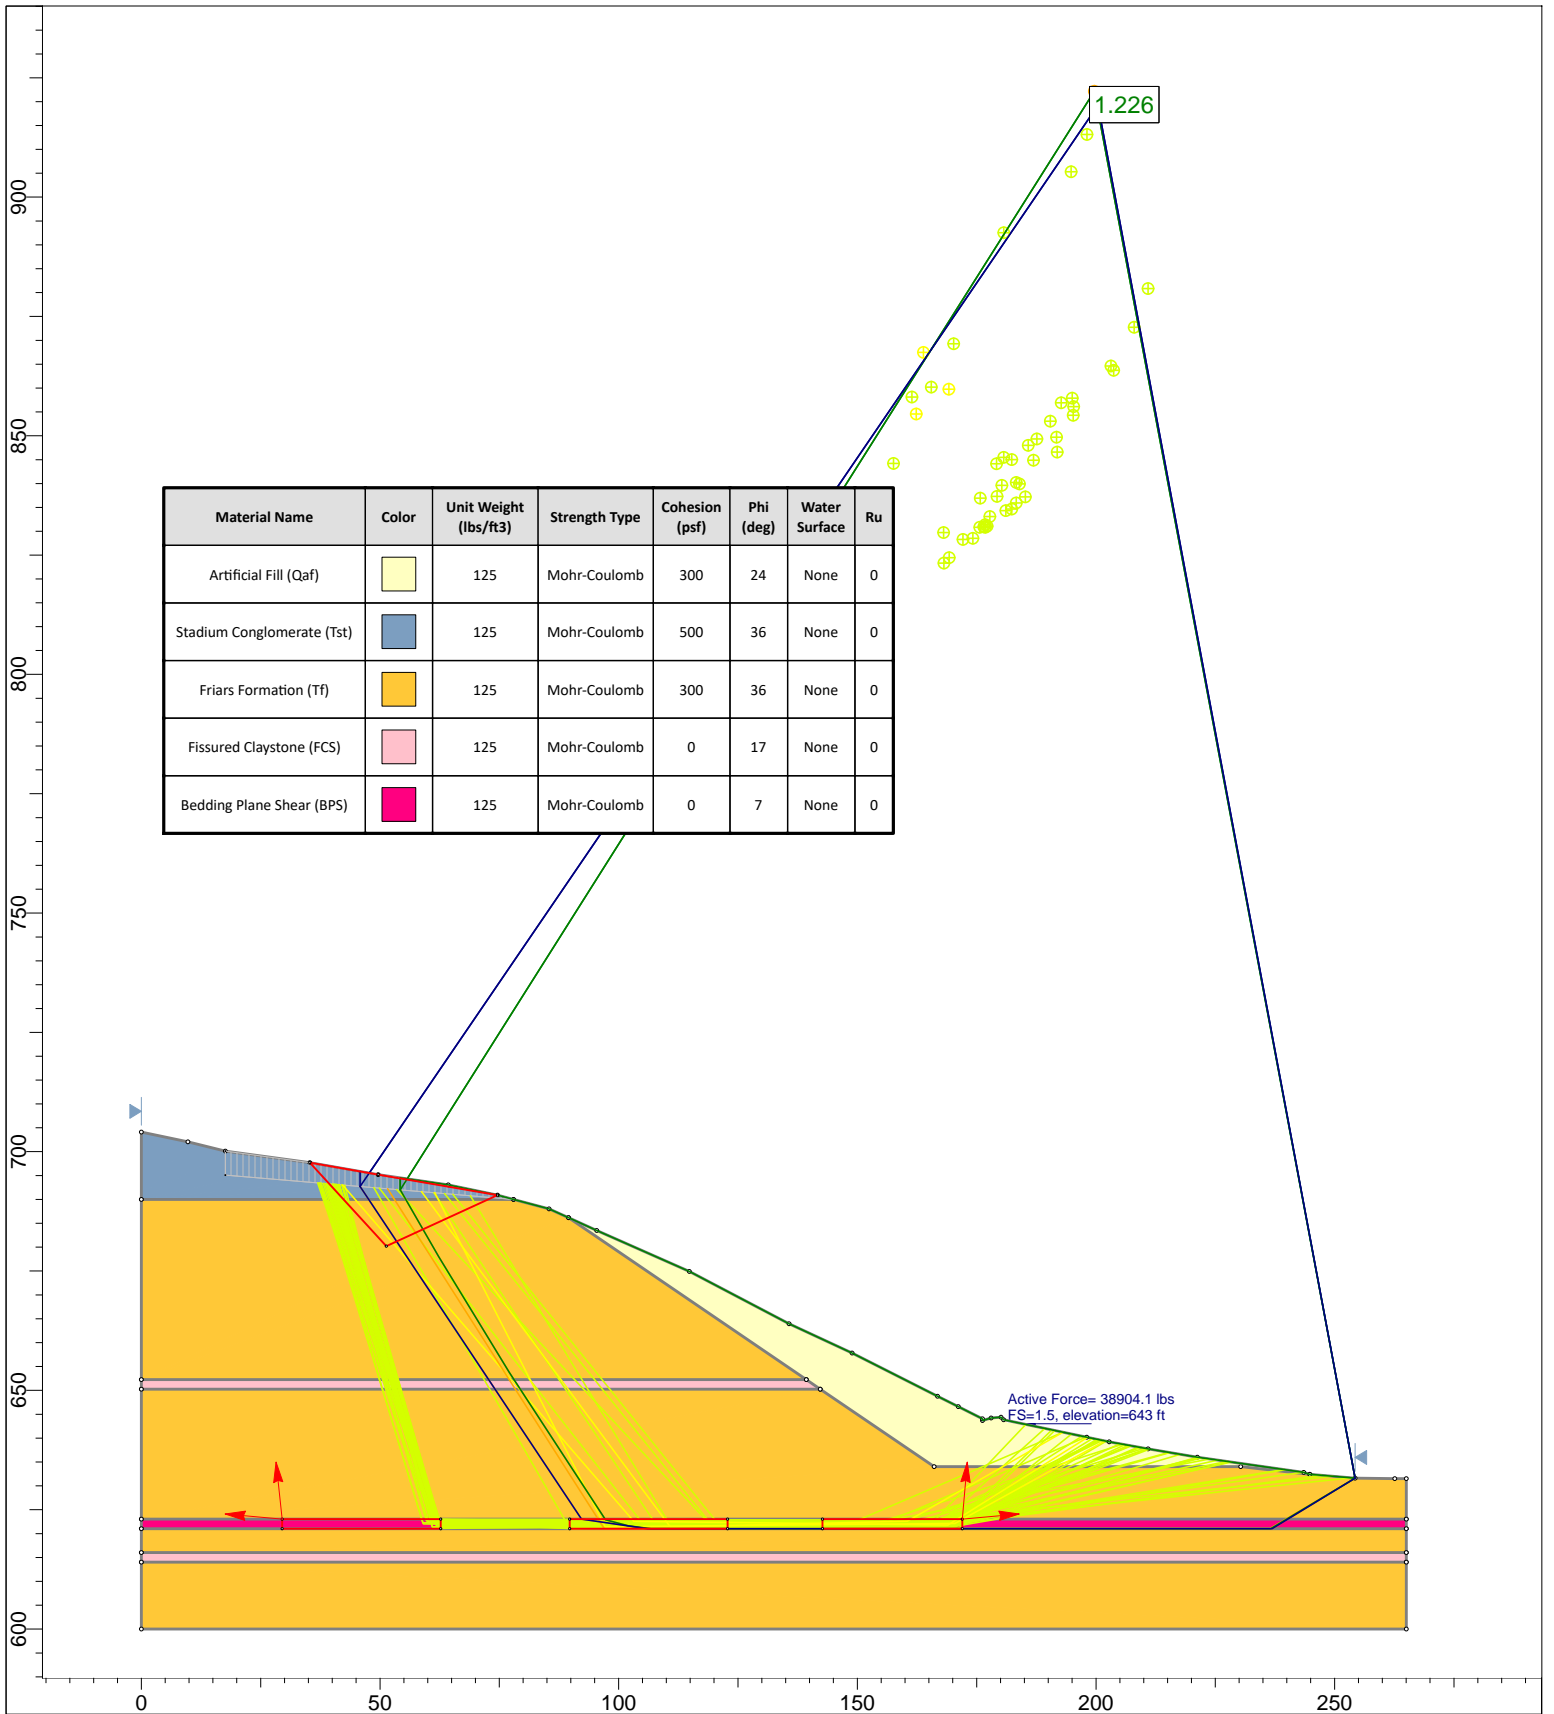 1.226
900
850
800
750
700
650
600
Material Name Color Unit Weight (lbs/ft3) Strength Type Cohesion (psf) Phi (deg) Water Surface Ru
Artificial Fill (Qaf) 125 Mohr-Coulomb 300 24 None 0
Stadium Conglomerate (Tst) 125 Mohr-Coulomb 500 36 None 0
Friars Formation (Tf) 125 Mohr-Coulomb 300 36 None 0
Fissured Claystone (FCS) 125 Mohr-Coulomb 0 17 None 0
Bedding Plane Shear (BPS) 125 Mohr-Coulomb 0 7 None 0
Active Force= 38904.1 lbs
FS=1.5, elevation=643 ft
0 50 100 150 200 250